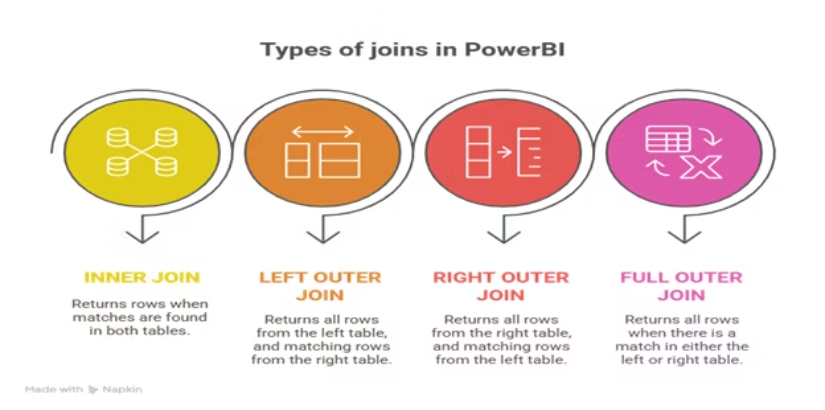 Types of joins in PowerBI
INNER JOIN
Returns rows when
matches are found
in both tables.
LEFT OUTER
JOIN
Returns all rows
from the left table,
and matching rows
from the right table.
RIGHT OUTER
JOIN
Returns all rows
from the right table,
and matching rows
from the left table.
FULL OUTER
JOIN
Returns all rows
when there is a
match in either the
left or right table.
Made with Napkin